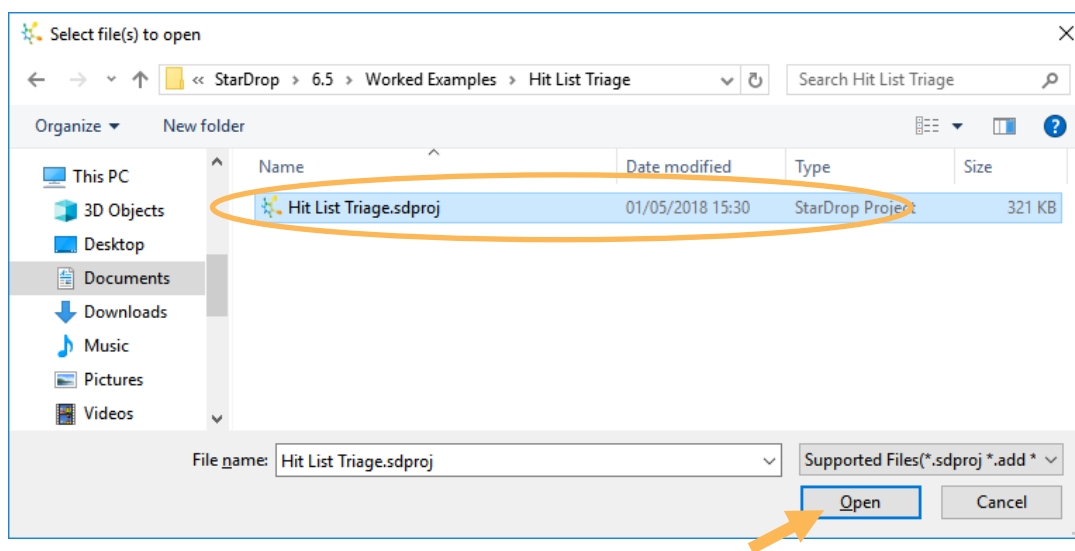 Select file(s) to open
« StarDrop > 6.5 > Worked Examples > Hit List Triage
Search Hit List Triage
Organize
New folder
?
Name Date modified Type Size
This PC
Hit List Triage.sdproj 01/05/2018 15:30 StarDrop Project 321 KB
3D Objects
Desktop
Documents
Downloads
Music
Pictures
Videos
File name: Hit List Triage.sdproj
Supported Files(*.sdproj *.add *
Open Cancel